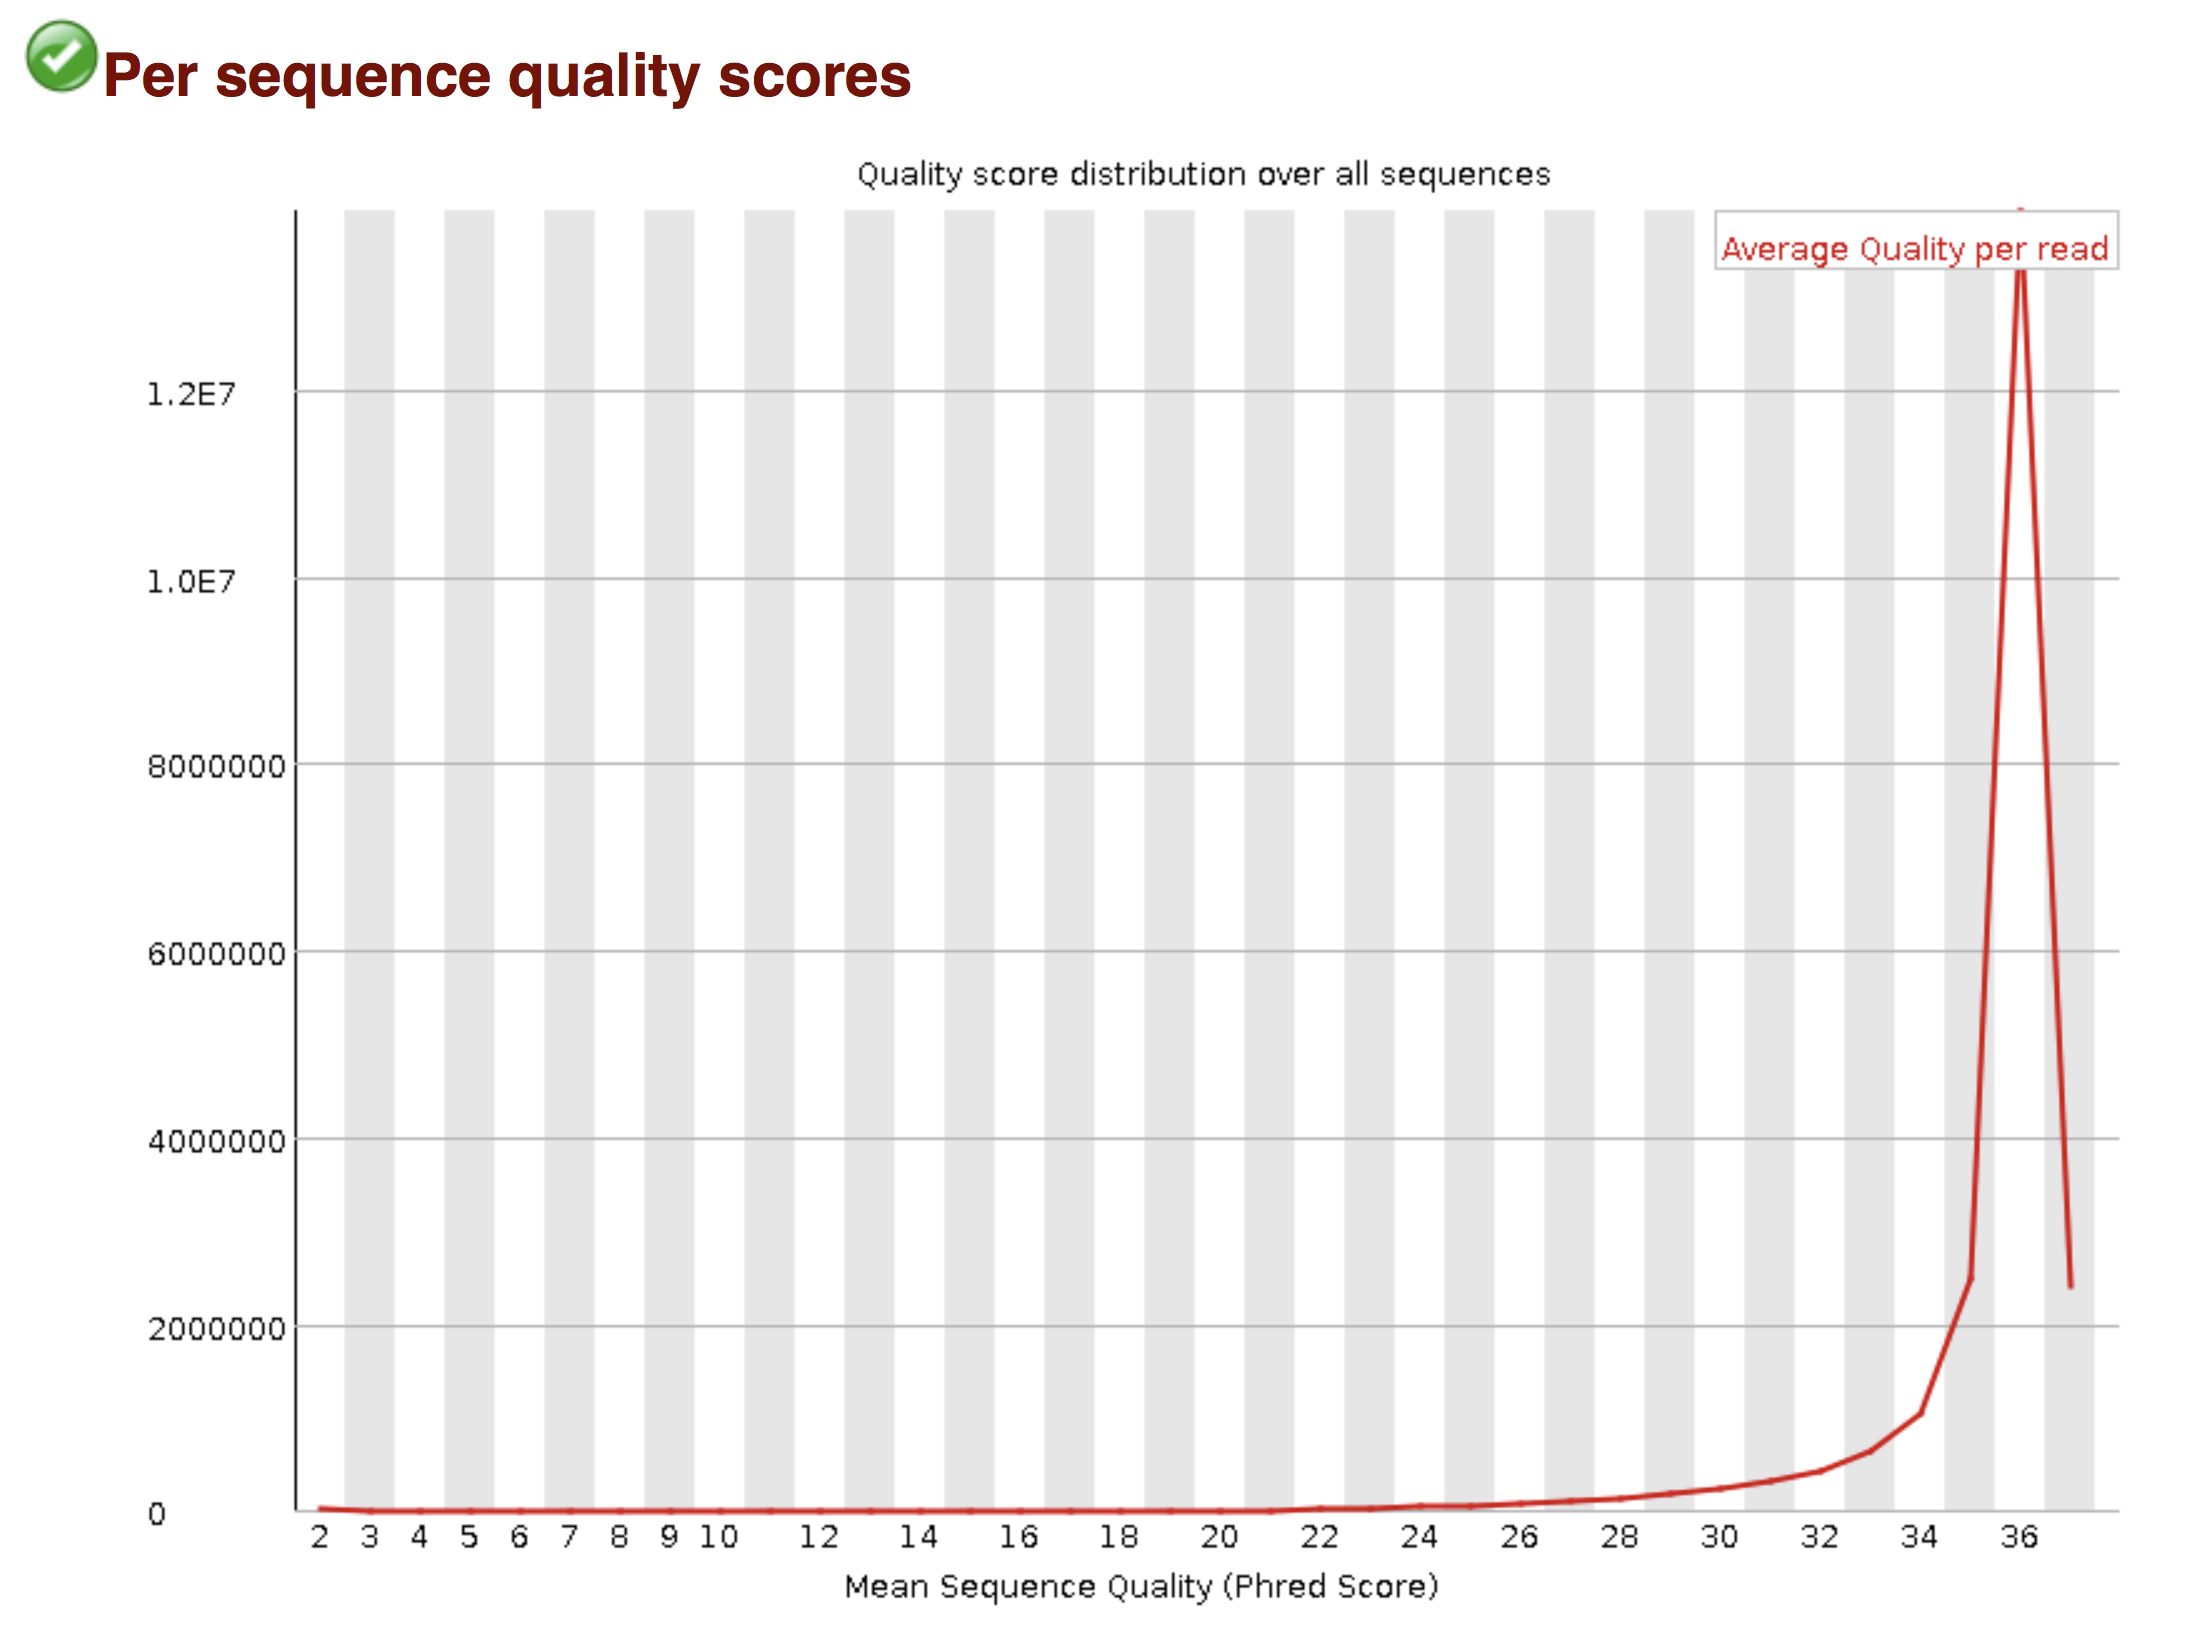 Per sequence quality scores
Quality score distribution over all sequences
Average Quality per read
1.2E7
1.0E7
8000000
6000000
4000000
2000000
0
2 3 4 5 6 7 8 9 10 12 14 16 18 20 22 24 26 28 30 32 34 36
Mean Sequence Quality (Phred Score)